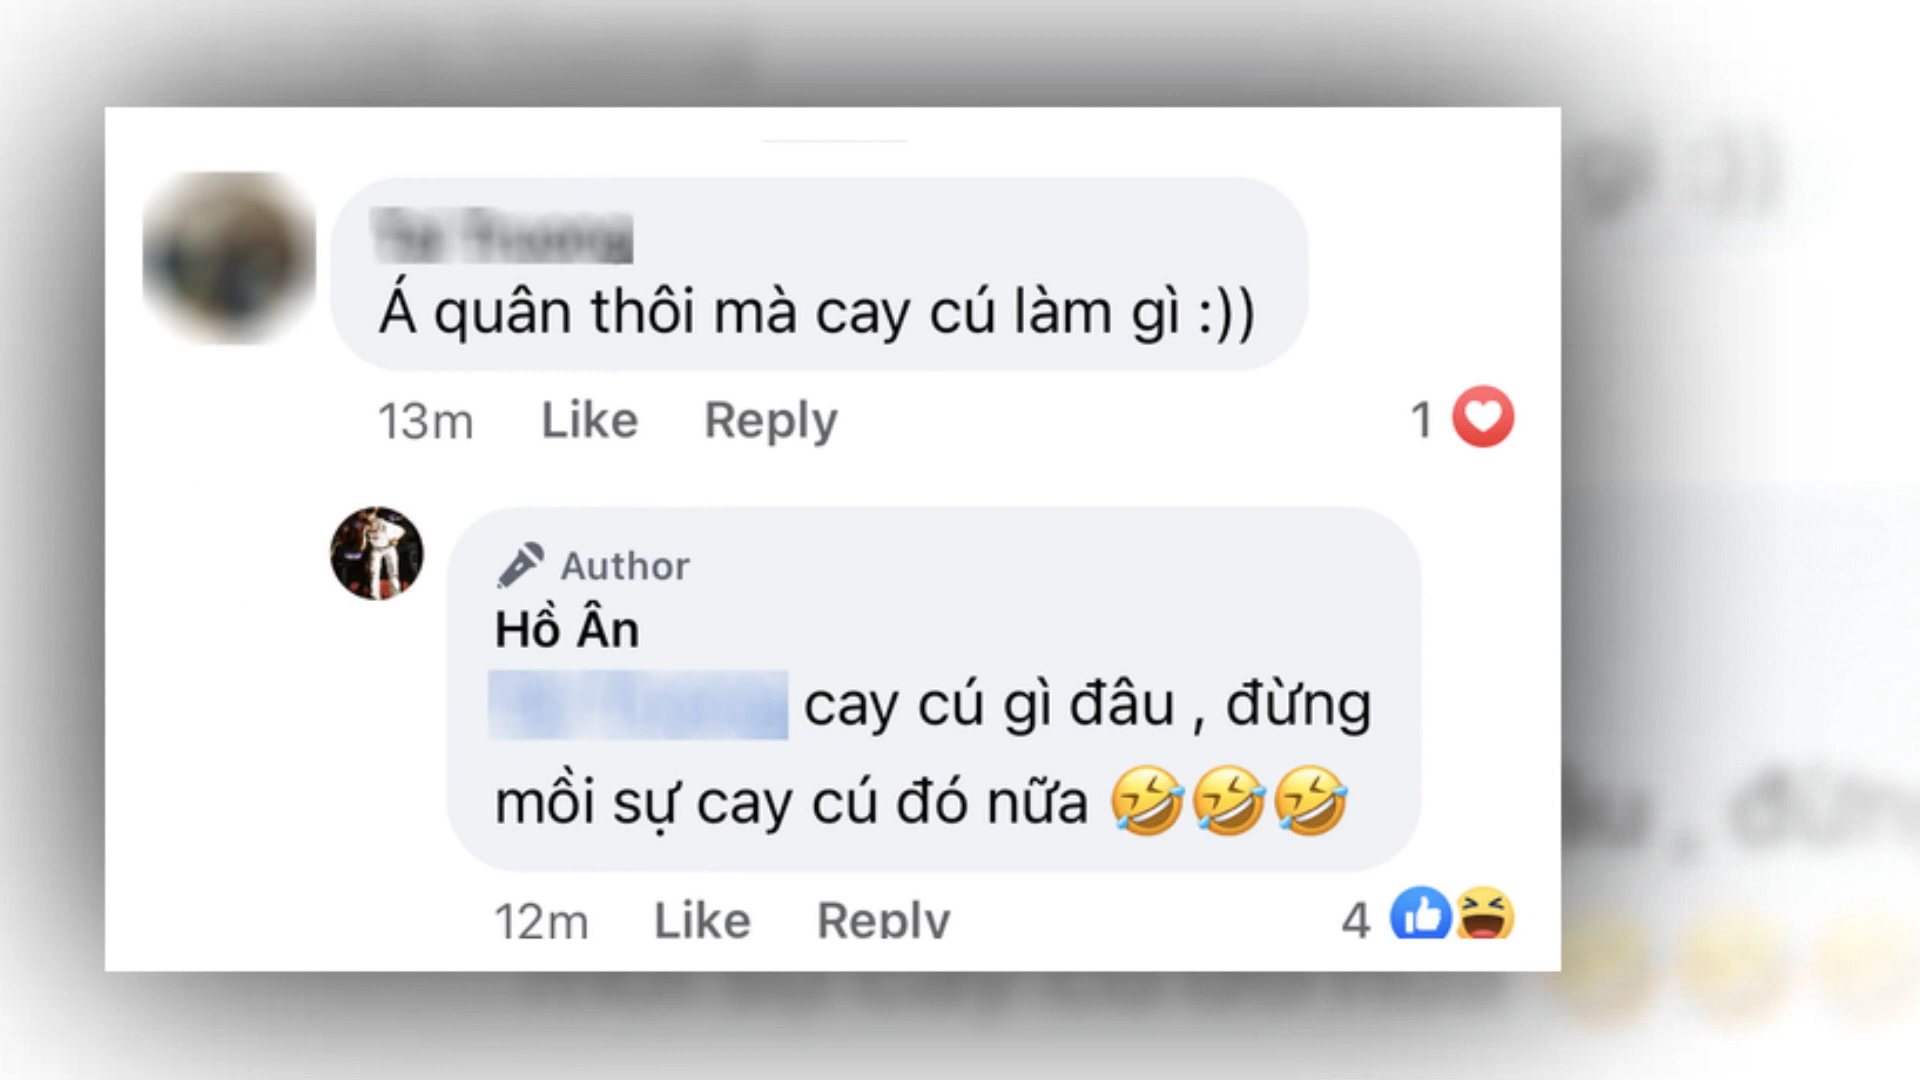 Á quân thôi mà cay cú làm gì :))
13m Like Reply 1
Author
Hồ Ân
cay cú gì đâu , đừng
mồi sự cay cú đó nữa 🤣🤣🤣
12m Like Reply 4